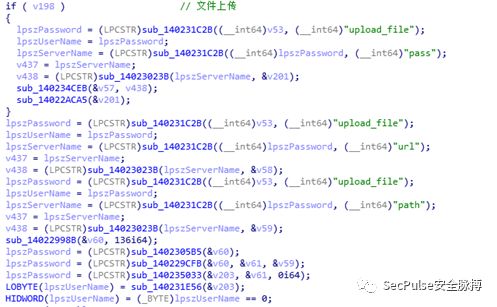 if ( v198 ) // 文件上传
{
lpszPassword = (LPCSTR)sub_140231C2B((__int64)v53, (__int64)"upload_file");
lpszUserName = lpszPassword;
lpszServerName = (LPCSTR)sub_140231C2B((__int64)lpszPassword, (__int64)"pass");
v437 = lpszServerName;
v438 = (LPCSTR)sub_14023023B(lpszServerName, &v201);
sub_140234CEB(&v57, v438);
sub_14022ACA5(&v201);
}
lpszPassword = (LPCSTR)sub_140231C2B((__int64)v53, (__int64)"upload_file");
lpszUserName = lpszPassword;
lpszServerName = (LPCSTR)sub_140231C2B((__int64)lpszPassword, (__int64)"url");
v437 = lpszServerName;
v438 = (LPCSTR)sub_14023023B(lpszServerName, &v58);
lpszPassword = (LPCSTR)sub_140231C2B((__int64)v53, (__int64)"upload_file");
lpszUserName = lpszPassword;
lpszServerName = (LPCSTR)sub_140231C2B((__int64)lpszPassword, (__int64)"path");
v437 = lpszServerName;
v438 = (LPCSTR)sub_14023023B(lpszServerName, &v59);
sub_14022998B(&v60, 136i64);
lpszPassword = (LPCSTR)sub_1402305B5(&v60);
lpszPassword = (LPCSTR)sub_140229CFB(&v60, &v61, &v59);
lpszPassword = (LPCSTR)sub_140235033(&v203, &v61, 0i64);
LOBYTE(lpszPassword) = sub_140231E56(&v203);
HIDWORD(lpszUserName) = (_BYTE)lpszUserName == 0;
SecPulse安全脉搏